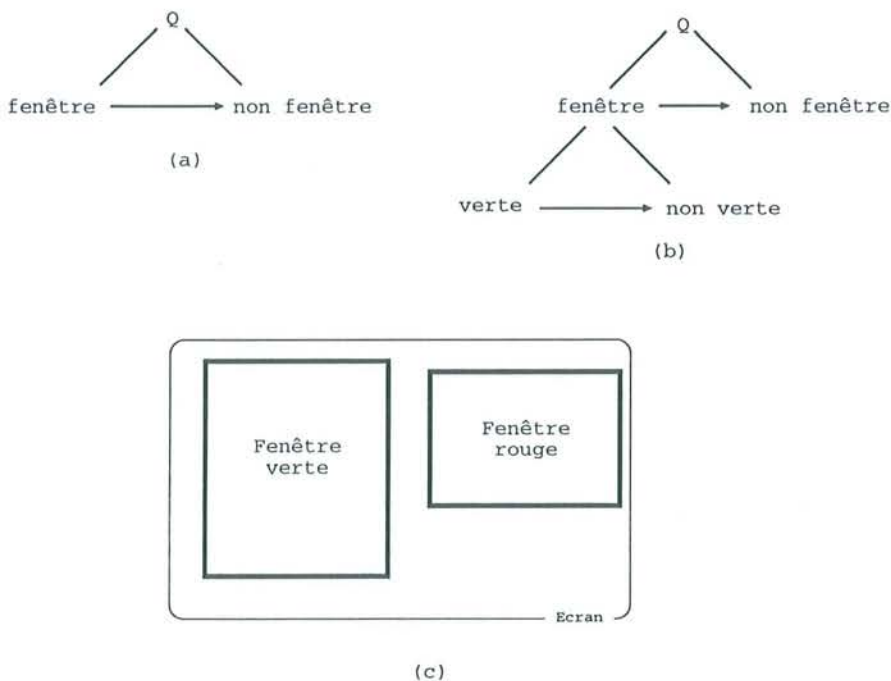 Q
fenêtre
non fenêtre
(a)
Q
fenêtre
non fenêtre
verte
non verte
(b)
Fenêtre
verte
Fenêtre
rouge
Ecran
(c)